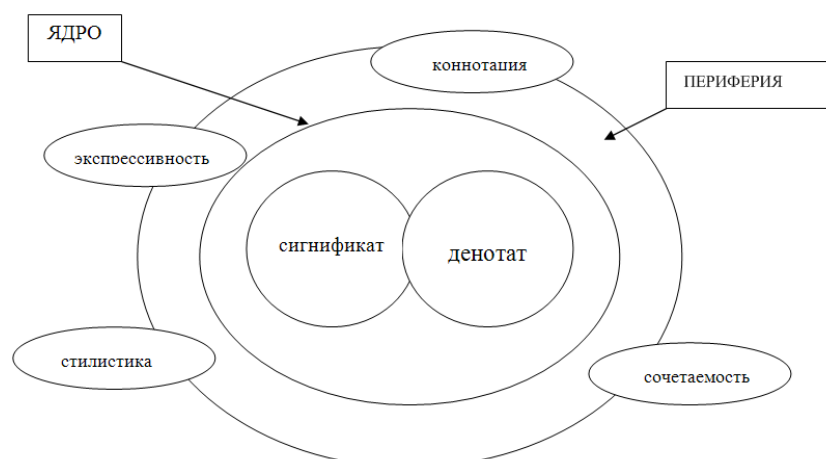 ЯДРО
коннотация
ПЕРИФЕРИЯ
экспрессивность
сигнификат
денотат
стилистика
сочетаемость